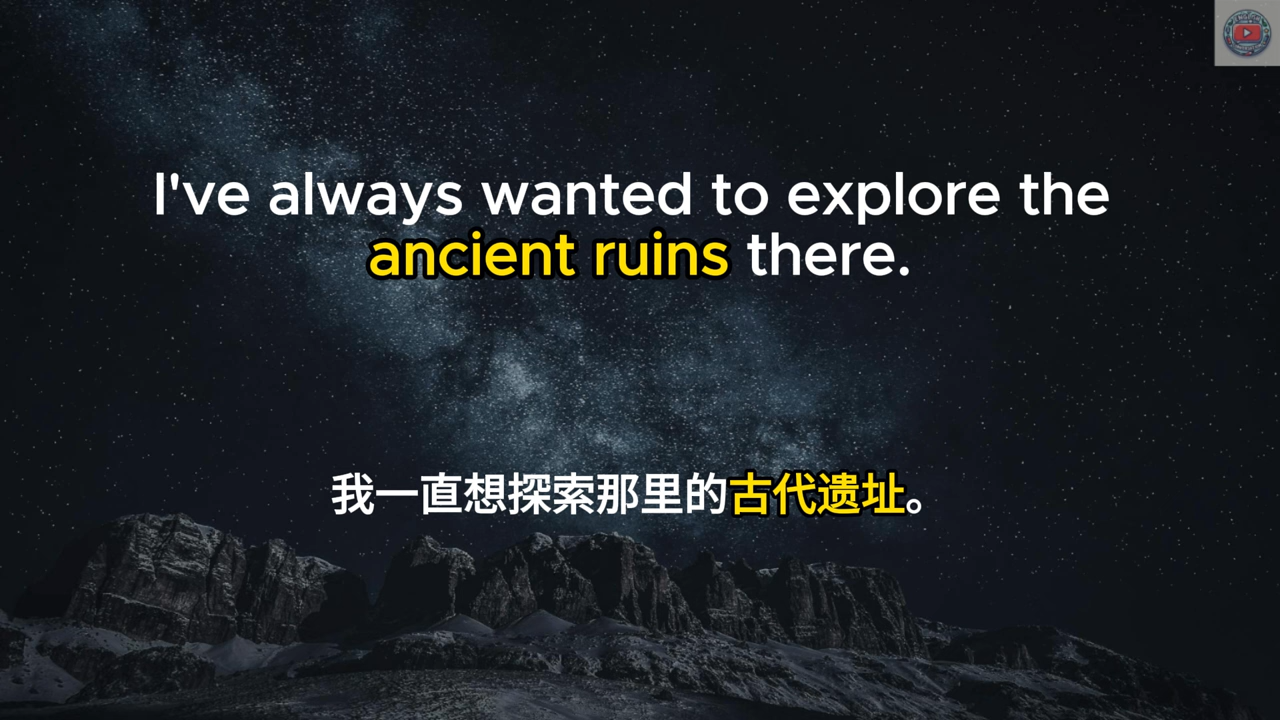 I've always wanted to explore the
ancient ruins there.
我一直想探索那里的古代遗址。